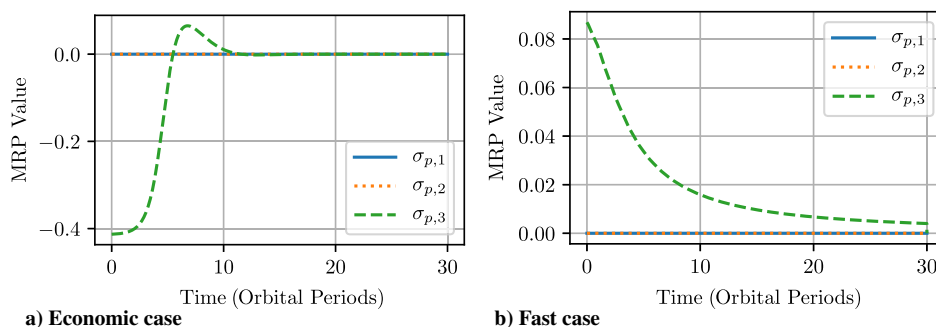 MRP Value
0.0
−0.2
−0.4
0
10
20
30
Time (Orbital Periods)
σp,1
σp,2
σp,3
a) Economic case
MRP Value
0.08
0.06
0.04
0.02
0.00
0
10
20
30
Time (Orbital Periods)
σp,1
σp,2
σp,3
b) Fast case